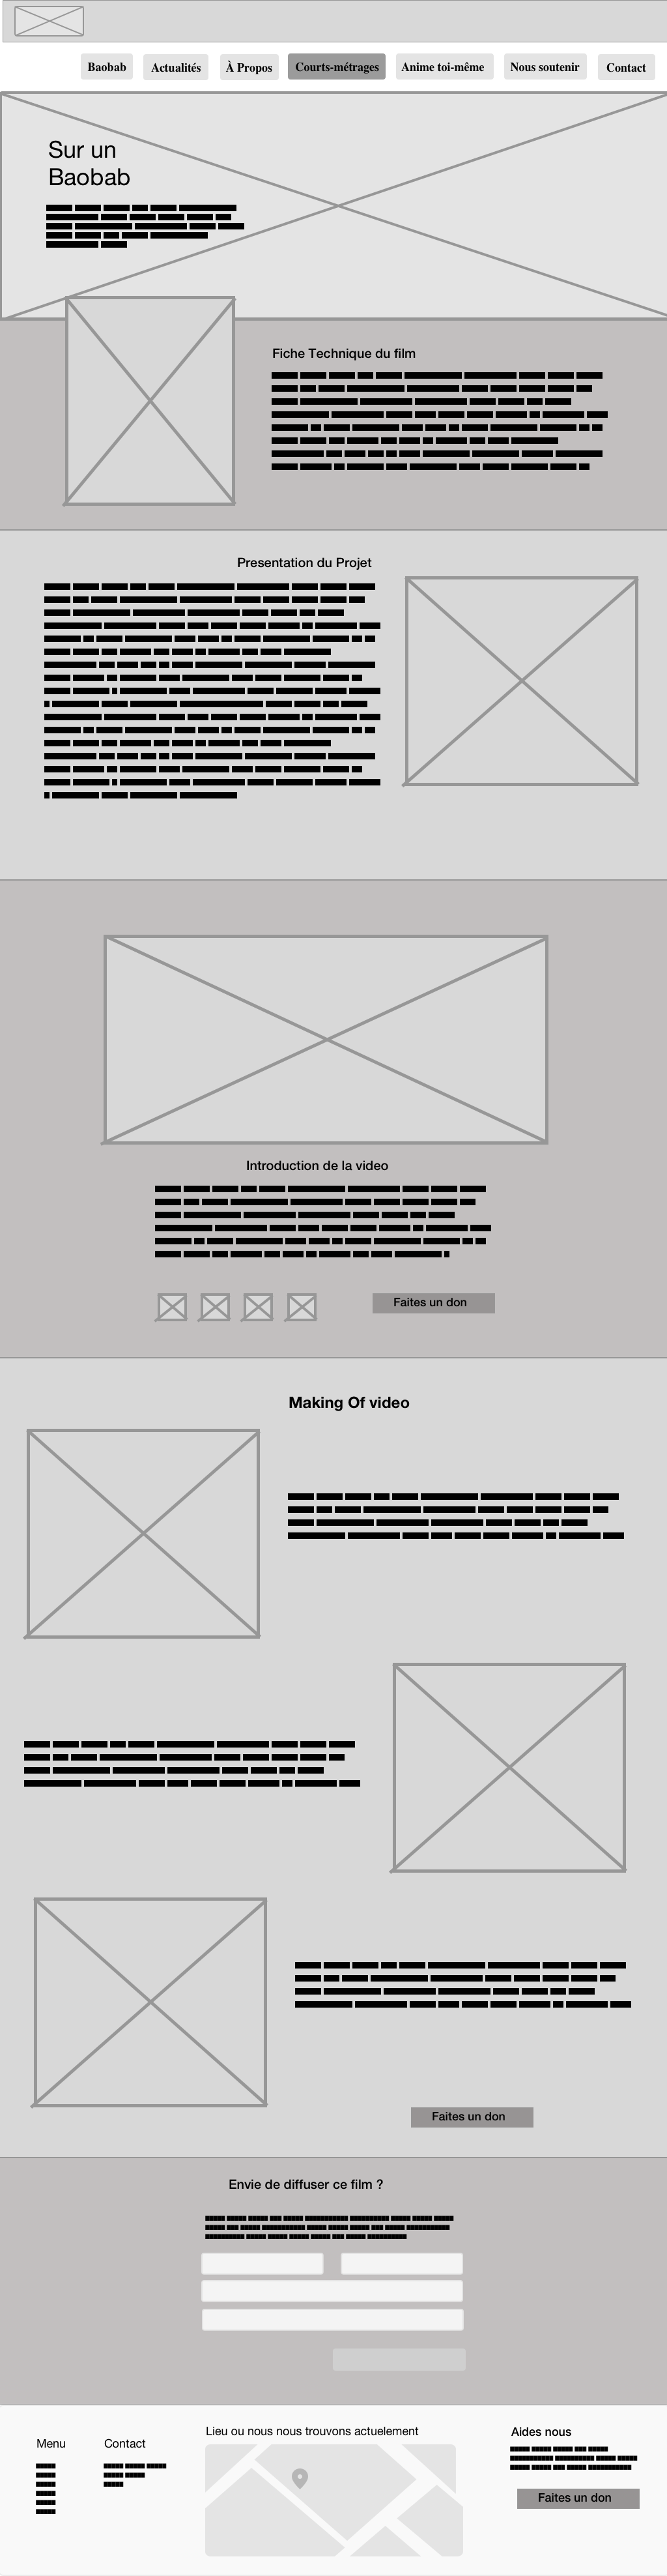 Baobab Actualités À Propos Courts-métrages Anime toi-même Nous soutenir Contact
Sur un
Baobab
Fiche Technique du film
Presentation du Projet
Introduction de la video
Faites un don
Making Of video
Faites un don
Envie de diffuser ce film ?
Menu
Contact
Lieu ou nous nous trouvons actuelement
Aides nous
Faites un don